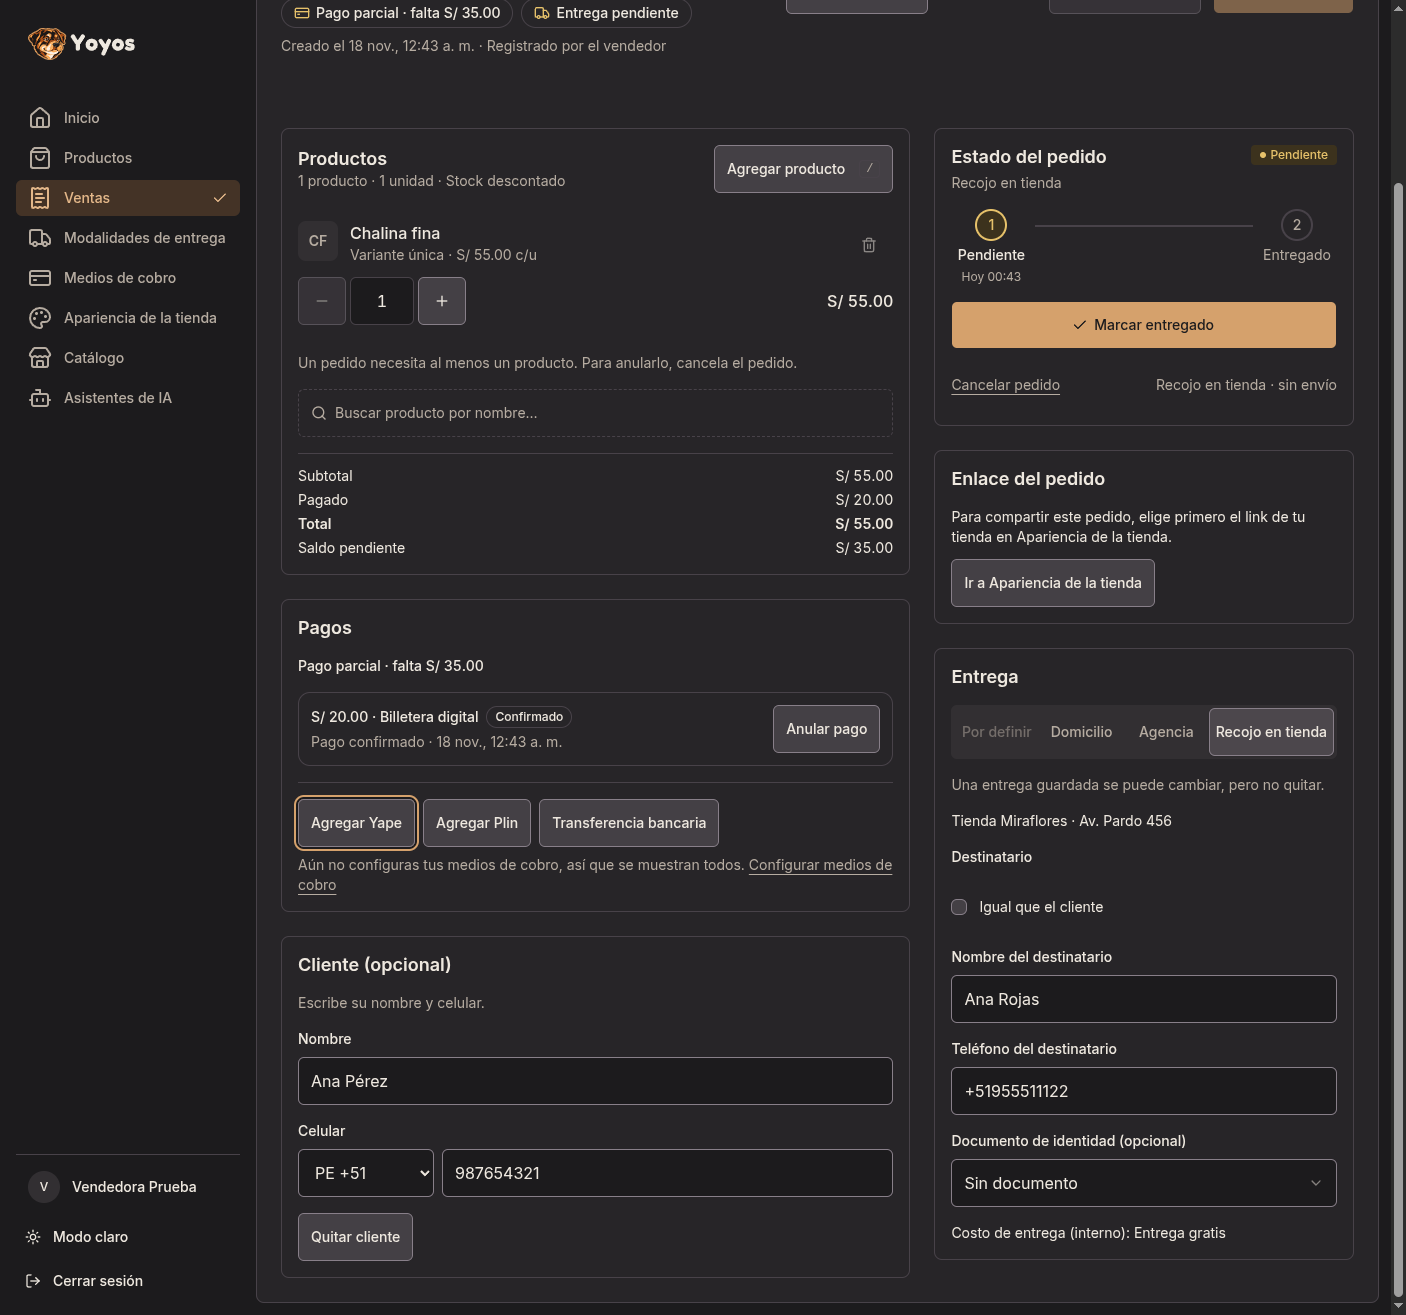 Yoyos
Inicio
Productos
Ventas
Modalidades de entrega
Medios de cobro
Apariencia de la tienda
Catálogo
Asistentes de IA
V
Vendedora Prueba
Modo claro
Cerrar sesión
Pago parcial · falta S/ 35.00
Entrega pendiente
Creado el 18 nov., 12:43 a. m. · Registrado por el vendedor
Productos
1 producto · 1 unidad · Stock descontado
Agregar producto /
CF
Chalina fina
Variante única · S/ 55.00 c/u
− 1 +
S/ 55.00
Un pedido necesita al menos un producto. Para anularlo, cancela el pedido.
Buscar producto por nombre...
Subtotal S/ 55.00
Pagado S/ 20.00
Total S/ 55.00
Saldo pendiente S/ 35.00
Pagos
Pago parcial · falta S/ 35.00
S/ 20.00 · Billetera digital Confirmado
Pago confirmado · 18 nov., 12:43 a. m.
Anular pago
Agregar Yape
Agregar Plin
Transferencia bancaria
Aún no configuras tus medios de cobro, así que se muestran todos. Configurar medios de
cobro
Cliente (opcional)
Escribe su nombre y celular.
Nombre
Ana Pérez
Celular
PE +51
987654321
Quitar cliente
Estado del pedido
Pendiente
Recojo en tienda
1
Pendiente
Hoy 00:43
2
Entregado
Marcar entregado
Cancelar pedido
Recojo en tienda · sin envío
Enlace del pedido
Para compartir este pedido, elige primero el link de tu
tienda en Apariencia de la tienda.
Ir a Apariencia de la tienda
Entrega
Por definir
Domicilio
Agencia
Recojo en tienda
Una entrega guardada se puede cambiar, pero no quitar.
Tienda Miraflores · Av. Pardo 456
Destinatario
Igual que el cliente
Nombre del destinatario
Ana Rojas
Teléfono del destinatario
+51955511122
Documento de identidad (opcional)
Sin documento
Costo de entrega (interno): Entrega gratis